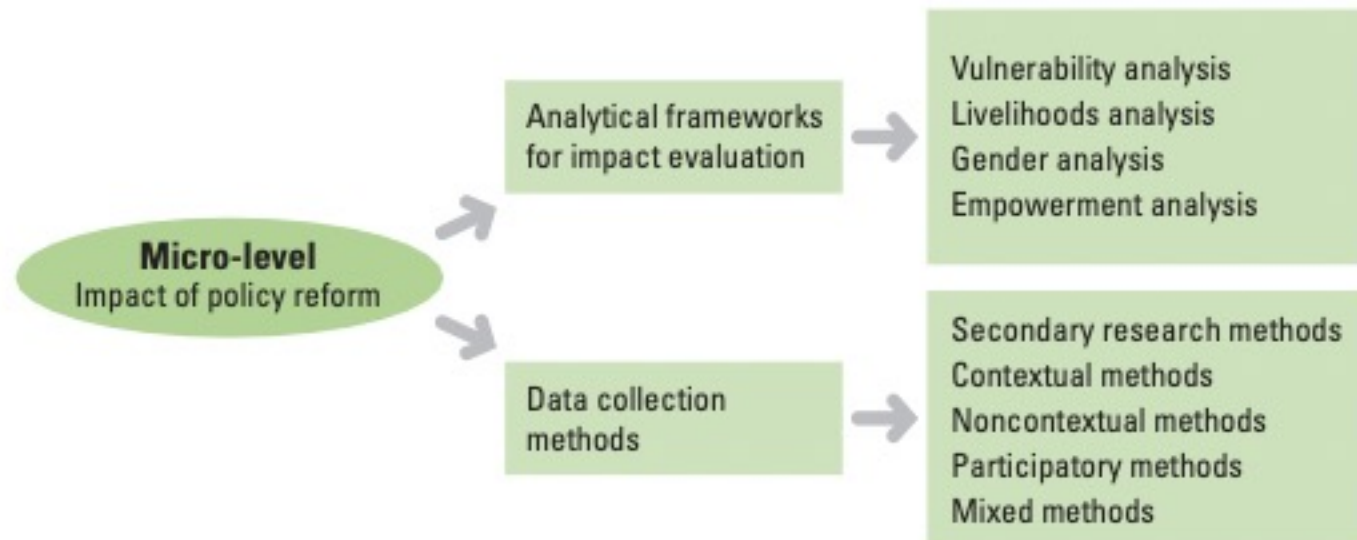 Micro-level
Impact of policy reform
Analytical frameworks
for impact evaluation
Vulnerability analysis
Livelihoods analysis
Gender analysis
Empowerment analysis
Data collection
methods
Secondary research methods
Contextual methods
Noncontextual methods
Participatory methods
Mixed methods